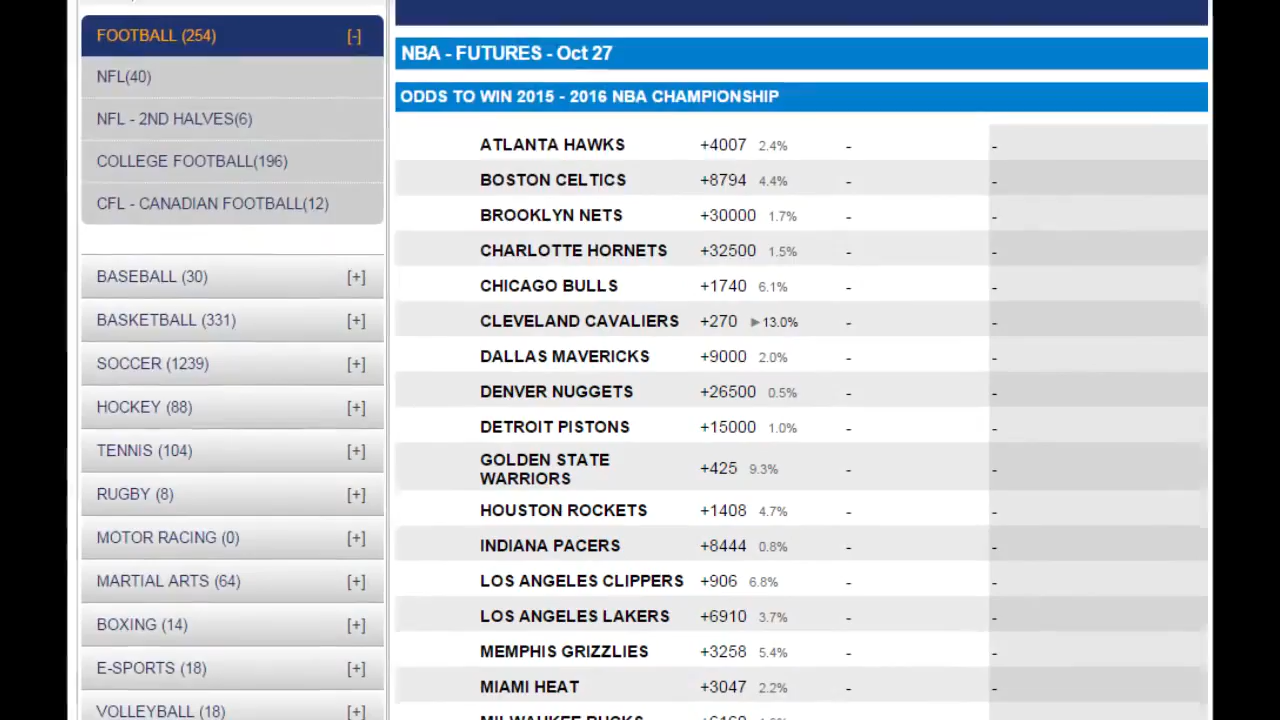 FOOTBALL (254) [-]
NFL(40)
NFL - 2ND HALVES(6)
COLLEGE FOOTBALL(196)
CFL - CANADIAN FOOTBALL(12)
BASEBALL (30) [+]
BASKETBALL (331) [+]
SOCCER (1239) [+]
HOCKEY (88) [+]
TENNIS (104) [+]
RUGBY (8) [+]
MOTOR RACING (0) [+]
MARTIAL ARTS (64) [+]
BOXING (14) [+]
E-SPORTS (18) [+]
VOLLEYBALL (18) [+]
NBA - FUTURES - Oct 27
ODDS TO WIN 2015 - 2016 NBA CHAMPIONSHIP
ATLANTA HAWKS +4007 2.4% - -
BOSTON CELTICS +8794 4.4% - -
BROOKLYN NETS +30000 1.7% - -
CHARLOTTE HORNETS +32500 1.5% - -
CHICAGO BULLS +1740 6.1% - -
CLEVELAND CAVALIERS +270 ►13.0% - -
DALLAS MAVERICKS +9000 2.0% - -
DENVER NUGGETS +26500 0.5% - -
DETROIT PISTONS +15000 1.0% - -
GOLDEN STATE
WARRIORS +425 9.3% - -
HOUSTON ROCKETS +1408 4.7% - -
INDIANA PACERS +8444 0.8% - -
LOS ANGELES CLIPPERS +906 6.8% - -
LOS ANGELES LAKERS +6910 3.7% - -
MEMPHIS GRIZZLIES +3258 5.4% - -
MIAMI HEAT +3047 2.2% - -
MILWAUKEE BUCKS